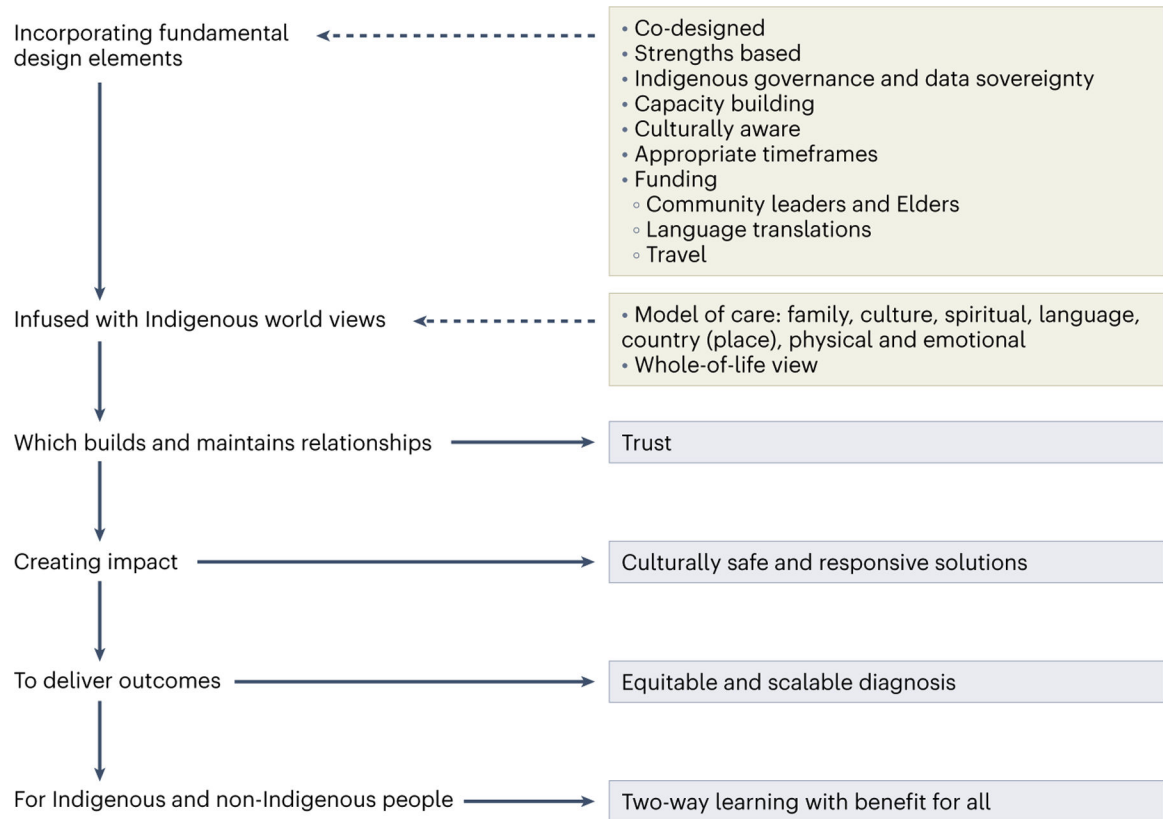 Incorporating fundamental
design elements
• Co-designed
• Strengths based
• Indigenous governance and data sovereignty
• Capacity building
• Culturally aware
• Appropriate timeframes
• Funding
◦ Community leaders and Elders
◦ Language translations
◦ Travel
Infused with Indigenous world views
• Model of care: family, culture, spiritual, language,
country (place), physical and emotional
• Whole-of-life view
Which builds and maintains relationships
Trust
Creating impact
Culturally safe and responsive solutions
To deliver outcomes
Equitable and scalable diagnosis
For Indigenous and non-Indigenous people
Two-way learning with benefit for all